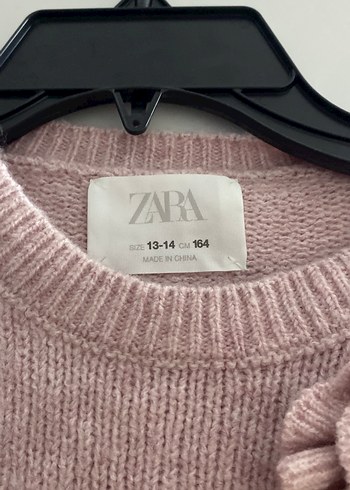 ZARA
SIZE 13-14 CM 164
MADE IN CHINA